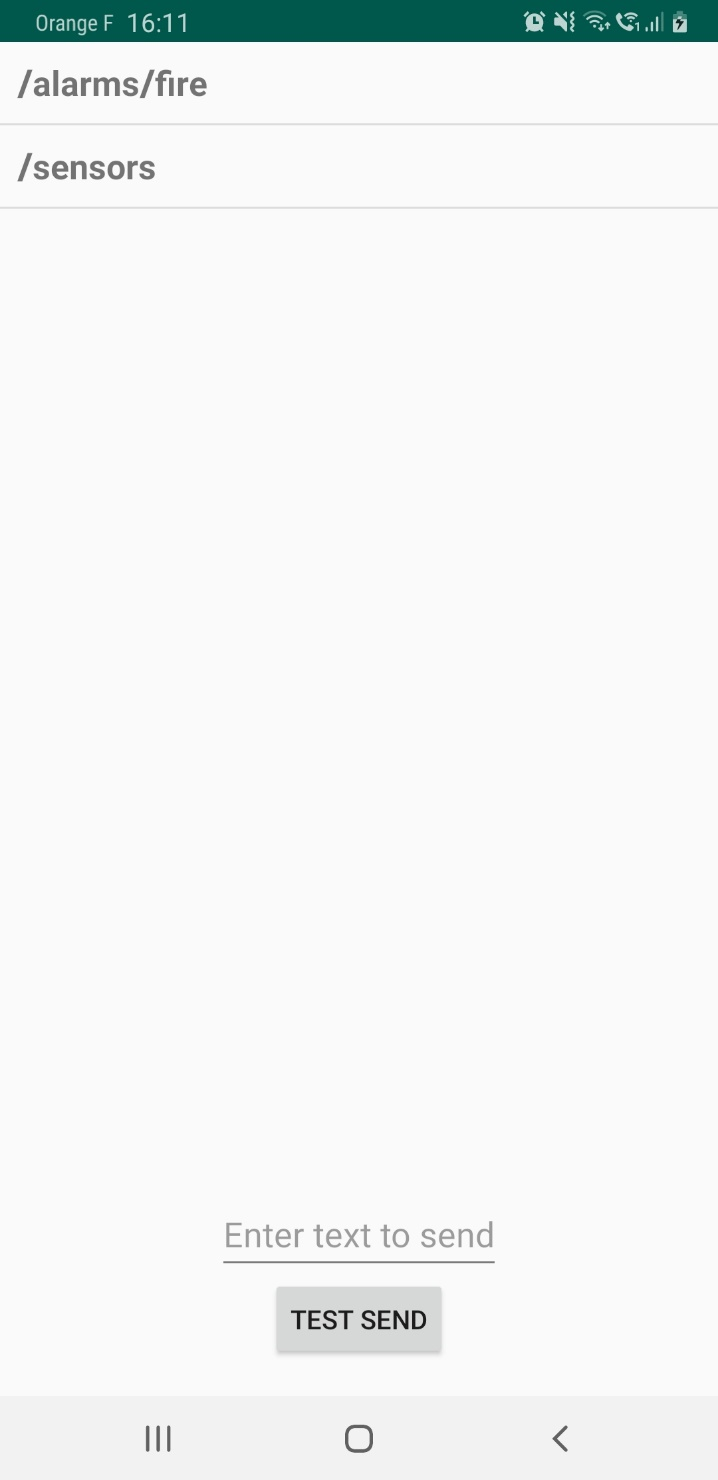 Orange F 16:11
/alarms/fire
/sensors
Enter text to send
TEST SEND